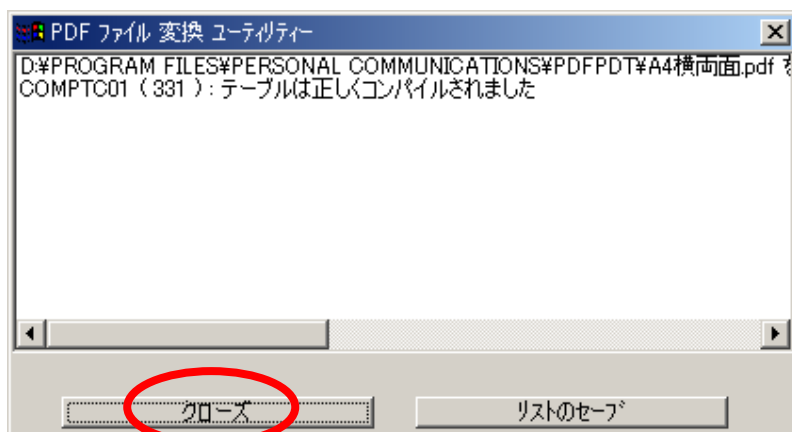 PDF ファイル 変換 ユーティリティー
D:¥PROGRAM FILES¥PERSONAL COMMUNICATIONS¥PDFPDT¥A4横両面.pdf を
COMPTC01 ( 331 ) : テーブルは正しくコンパイルされました
クローズ
リストのセーブ